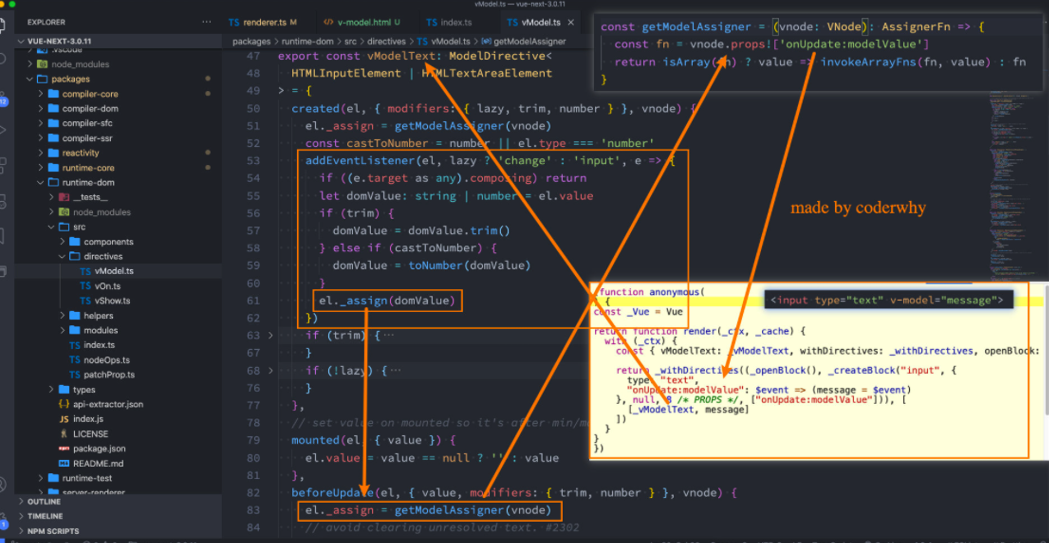 vModel.ts — vue-next-3.0.11
EXPLORER
VUE-NEXT-3.0.11
.vscode
node_modules
packages
compiler-core
compiler-dom
compiler-sfc
compiler-ssr
reactivity
runtime-core
runtime-dom
__tests__
node_modules
src
components
directives
TS vModel.ts
TS vOn.ts
TS vShow.ts
helpers
modules
TS index.ts
TS nodeOps.ts
TS patchProp.ts
types
{·} api-extractor.json
JS index.js
LICENSE
package.json
README.md
runtime-test
server-renderer
OUTLINE
TIMELINE
NPM SCRIPTS
TS renderer.ts M
<> v-model.html U
TS index.ts
TS vModel.ts ×
packages > runtime-dom > src > directives > TS vModel.ts > getModelAssigner
47 export const vModelText: ModelDirective<
48 HTMLInputElement | HTMLTextAreaElement
49 > = {
50 created(el, { modifiers: { lazy, trim, number } }, vnode) {
51 el._assign = getModelAssigner(vnode)
52 const castToNumber = number || el.type === 'number'
53 addEventListener(el, lazy ? 'change' : 'input', e => {
54 if ((e.target as any).composing) return
55 let domValue: string | number = el.value
56 if (trim) {
57 domValue = domValue.trim()
58 } else if (castToNumber) {
59 domValue = toNumber(domValue)
60 }
61 el._assign(domValue)
62 })
63 if (trim) { ···
67 }
68 if (!lazy) { ···
76 }
77 },
78 // set value on mounted so it's after min/m
79 mounted(el, { value }) {
80 el.value = value == null ? '' : value
81 },
82 beforeUpdate(el, { value, modifiers: { trim, number } }, vnode) {
83 el._assign = getModelAssigner(vnode)
84 // avoid clearing unresolved text. #2302
const getModelAssigner = (vnode: VNode): AssignerFn => {
const fn = vnode.props!['onUpdate:modelValue']
return isArray(fn) ? value => invokeArrayFns(fn, value) : fn
}
made by coderwhy
<input type="text" v-model="message">
function anonymous(
) {
const _Vue = Vue
return function render(_ctx, _cache) {
with (_ctx) {
const { vModelText: _vModelText, withDirectives: _withDirectives, openBlock:
return _withDirectives((_openBlock(), _createBlock("input", {
type: "text",
"onUpdate:modelValue": $event => (message = $event)
}, null, 8 /* PROPS */, ["onUpdate:modelValue"])), [
[_vModelText, message]
])
}
}
})